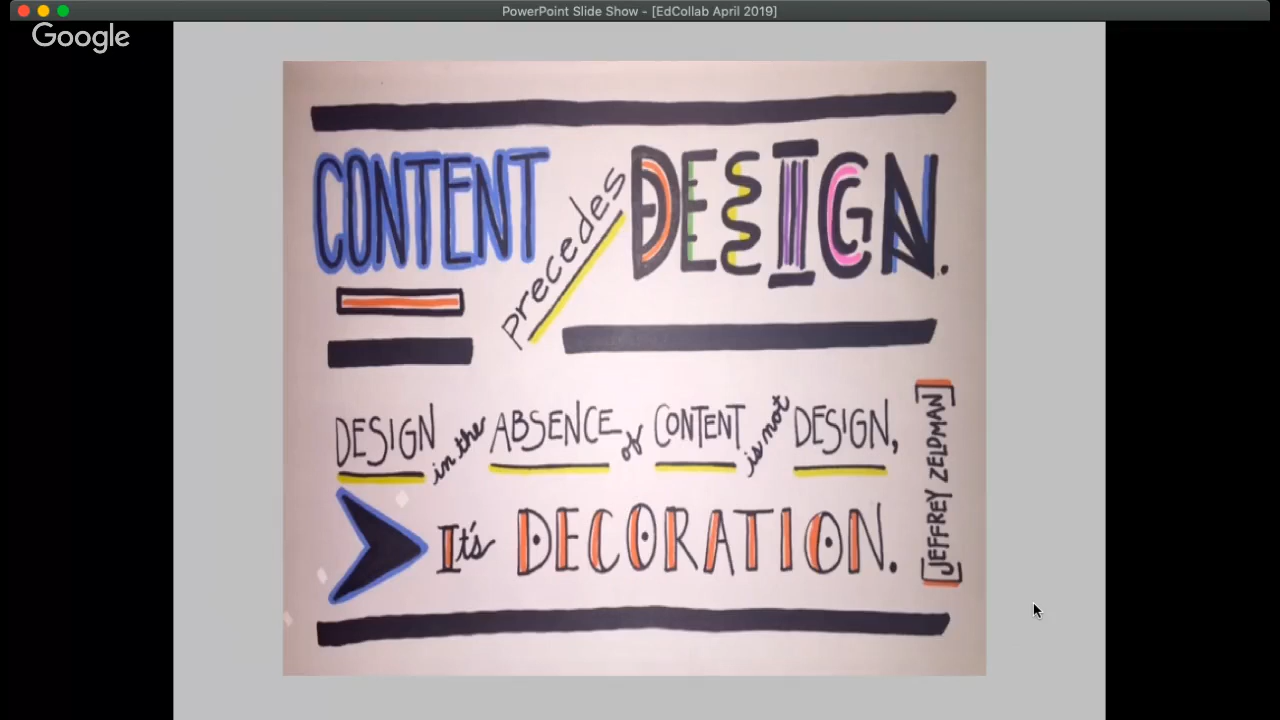 PowerPoint Slide Show - [EdCollab April 2019]
Google
CONTENT precedes DESIGN.
DESIGN in the ABSENCE of CONTENT is not DESIGN,
It's DECORATION.
[JEFFREY ZELDMAN]